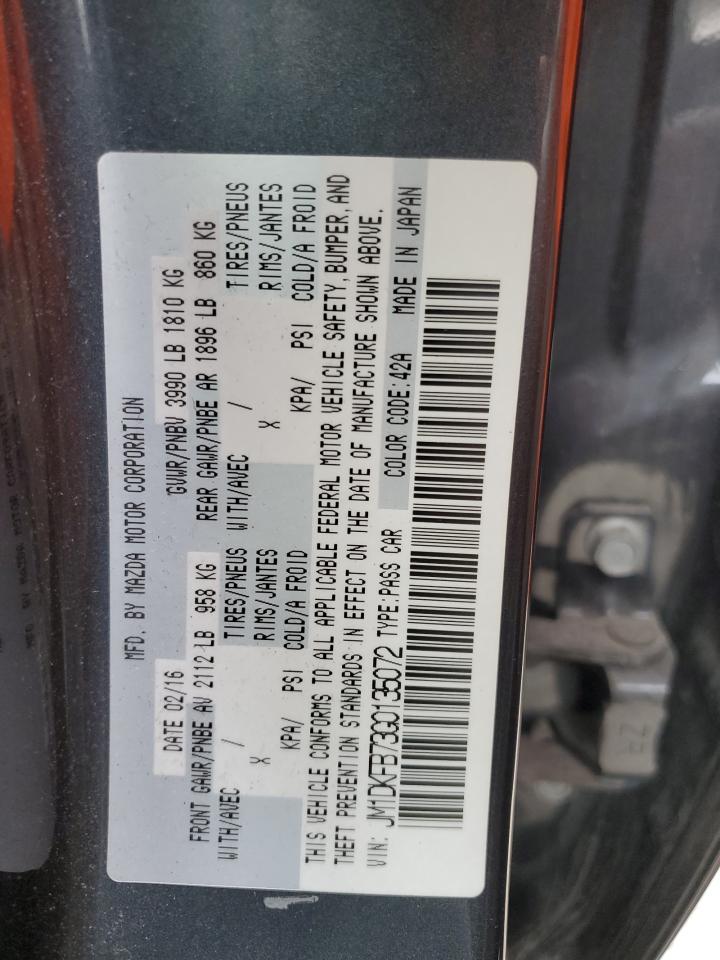 MFD. BY MAZDA MOTOR CORPORATION
DATE 02/16 GVWR/PNBV 3990 LB 1810 KG
FRONT GAWR/PNBE AV 2112 LB 958 KG REAR GAWR/PNBE AR 1896 LB 860 KG
WITH/AVEC TIRES/PNEUS WITH/AVEC TIRES/PNEUS
/ RIMS/JANTES / RIMS/JANTES
X X
KPA/ PSI COLD/A FROID KPA/ PSI COLD/A FROID
THIS VEHICLE CONFORMS TO ALL APPLICABLE FEDERAL MOTOR VEHICLE SAFETY, BUMPER, AND
THEFT PREVENTION STANDARDS IN EFFECT ON THE DATE OF MANUFACTURE SHOWN ABOVE.
VIN: JM1DKFB73G0135072 TYPE:PASS CAR COLOR CODE:42A MADE IN JAPAN